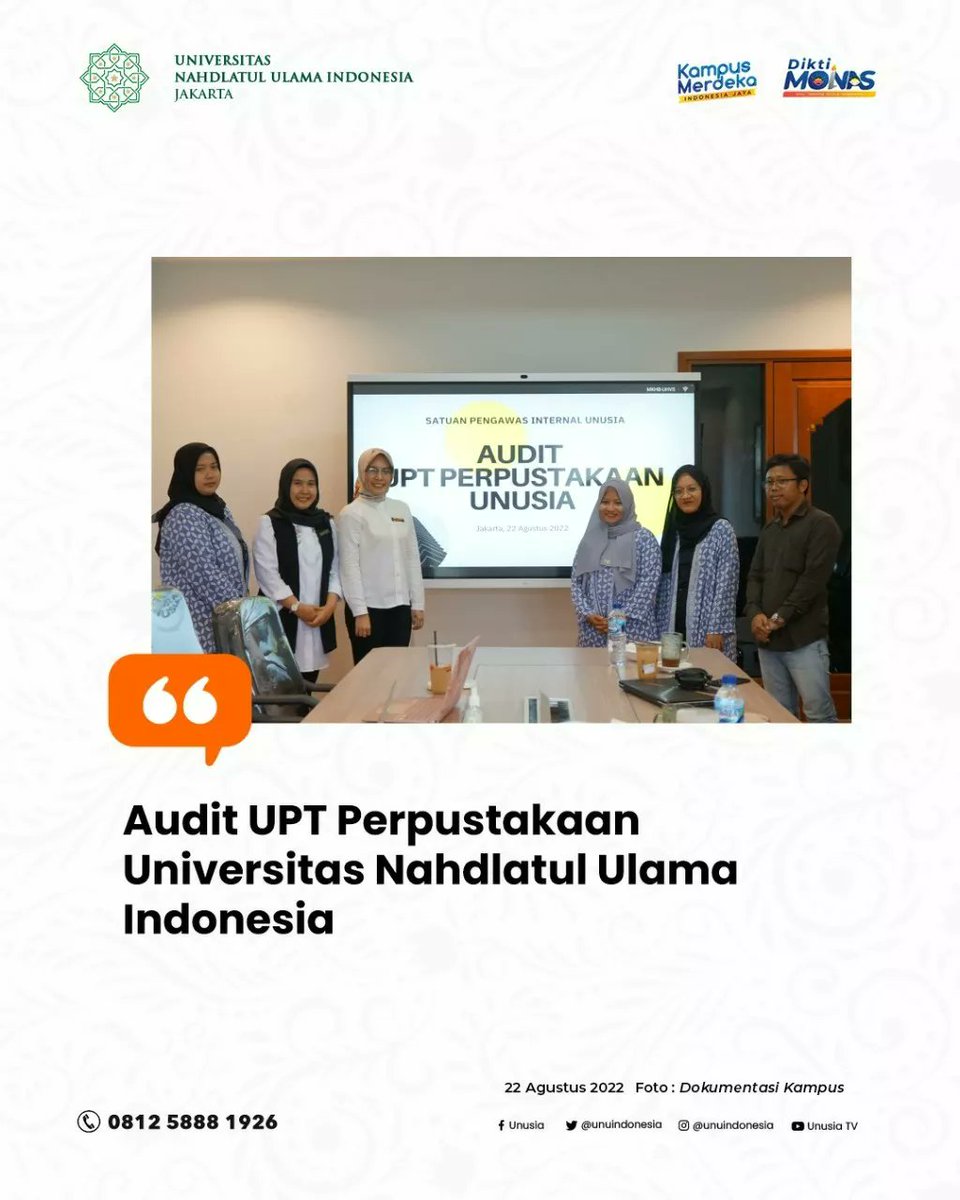 UNIVERSITAS
NAHDLATUL ULAMA INDONESIA
JAKARTA
Kampus
Merdeka
INDONESIA JAYA
Dikti
MONAS
SATUAN PENGAWAS INTERNAL UNUSIA
AUDIT
UPT PERPUSTAKAAN
UNUSIA
Jakarta, 22 Agustus 2022
Audit UPT Perpustakaan
Universitas Nahdlatul Ulama
Indonesia
22 Agustus 2022 Foto : Dokumentasi Kampus
0812 5888 1926
Unusia @unuindonesia @unuindonesia Unusia TV